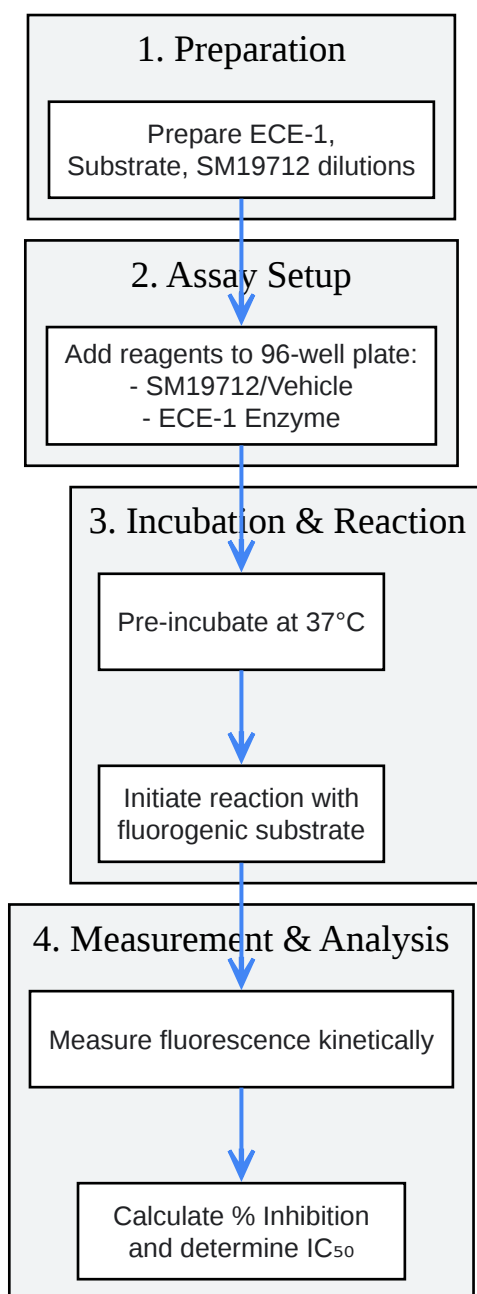 1. Preparation
Prepare ECE-1,
Substrate, SM19712 dilutions
2. Assay Setup
Add reagents to 96-well plate:
- SM19712/Vehicle
- ECE-1 Enzyme
3. Incubation & Reaction
Pre-incubate at 37°C
Initiate reaction with
fluorogenic substrate
4. Measurement & Analysis
Measure fluorescence kinetically
Calculate % Inhibition
and determine IC₅₀